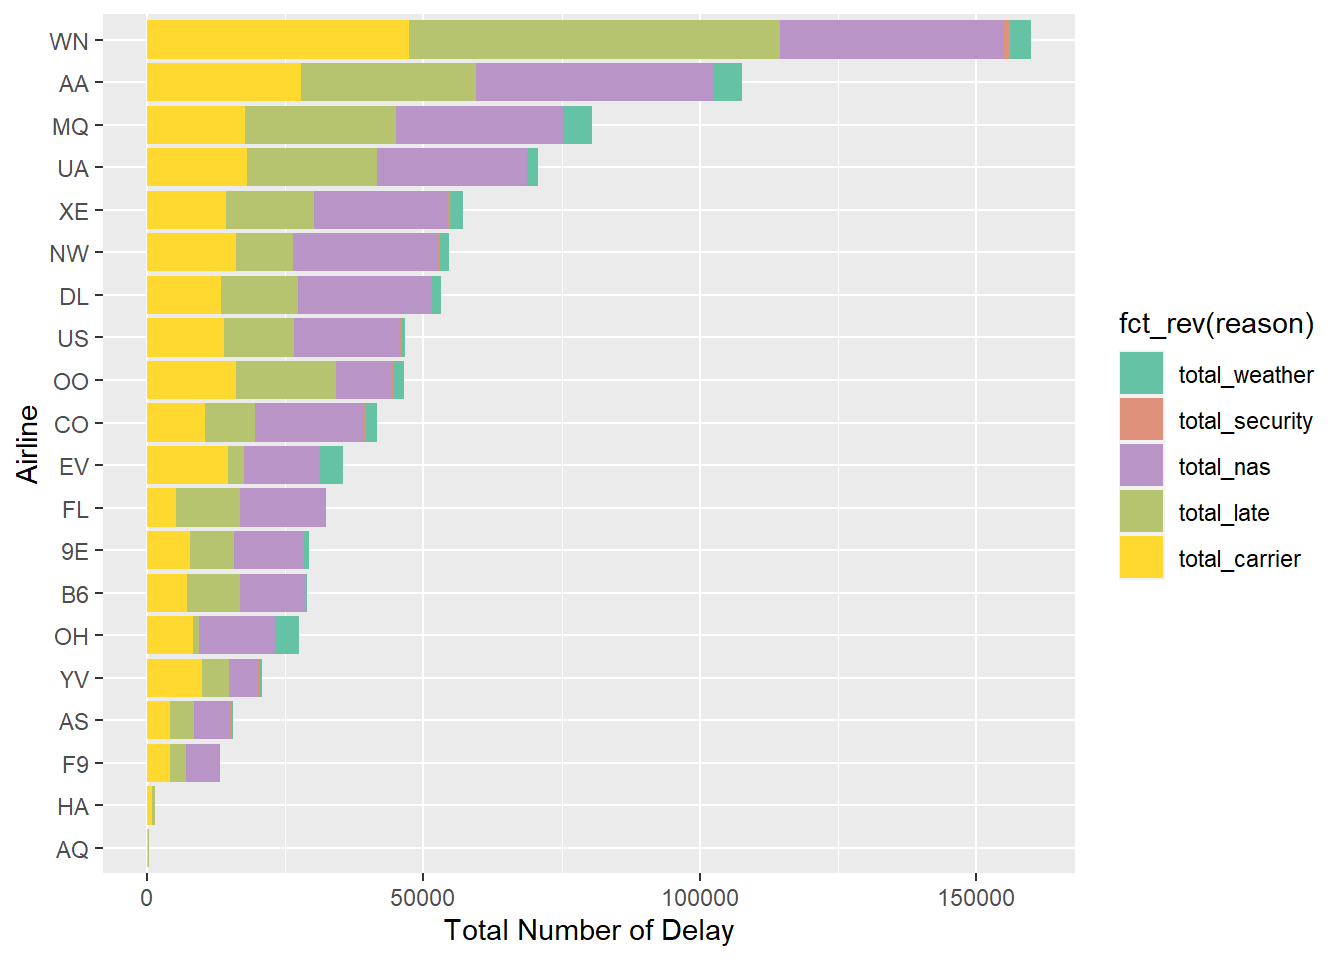 WN
AA
MQ
UA
XE
NW
DL
US
OO
CO
EV
FL
9E
B6
OH
YV
AS
F9
HA
AQ
Airline
0 50000 100000 150000
Total Number of Delay
fct_rev(reason)
total_weather
total_security
total_nas
total_late
total_carrier